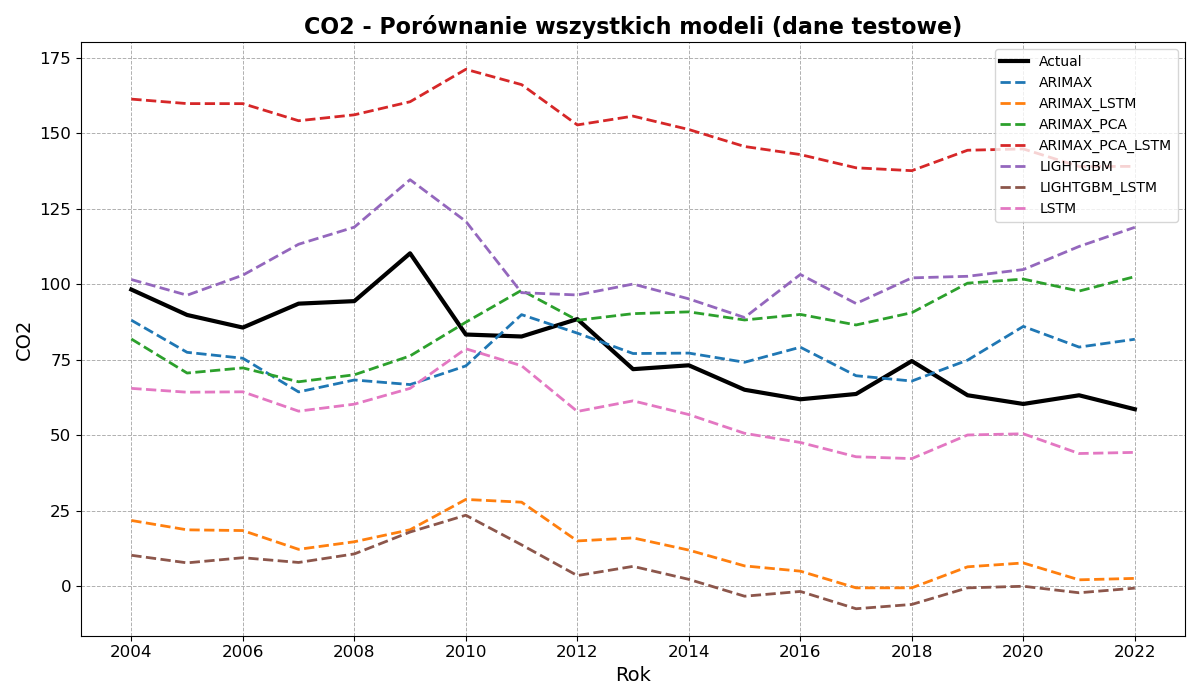 CO2 - Porównanie wszystkich modeli (dane testowe)
Actual
ARIMAX
ARIMAX_LSTM
ARIMAX_PCA
ARIMAX_PCA_LSTM
LIGHTGBM
LIGHTGBM_LSTM
LSTM
CO2
175
150
125
100
75
50
25
0
2004 2006 2008 2010 2012 2014 2016 2018 2020 2022
Rok